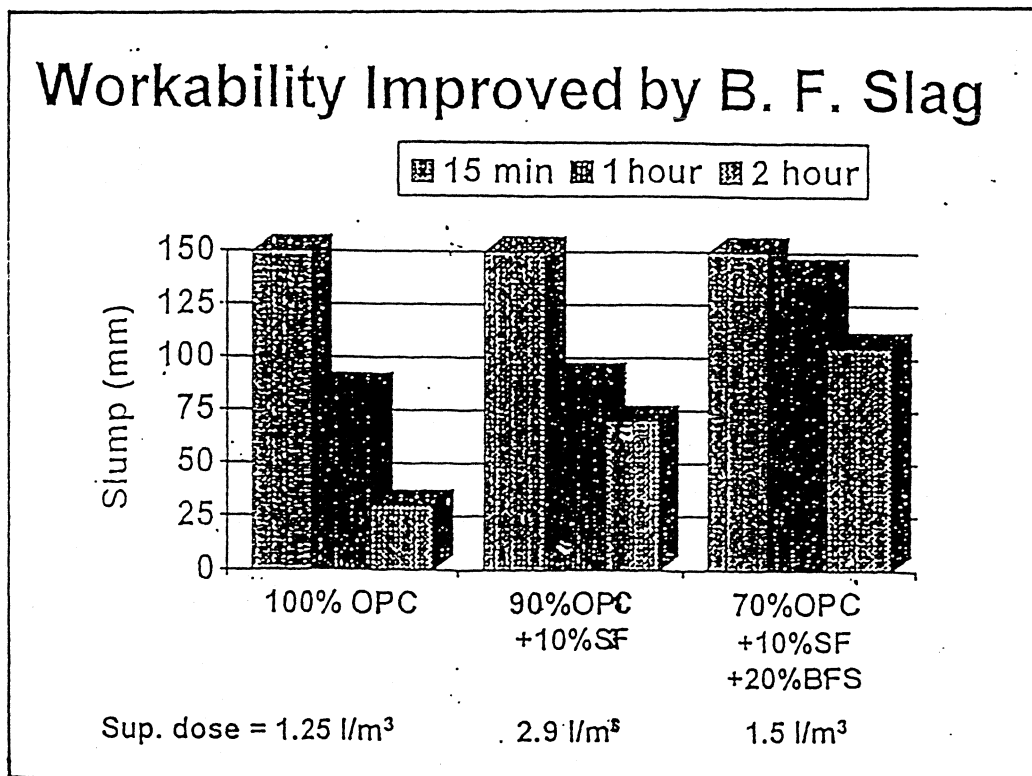 Workability Improved by B. F. Slag
15 min 1 hour 2 hour
150
125
100
75
50
25
0
Slump (mm)
100% OPC
90%OPC
+10%SF
70%OPC
+10%SF
+20%BFS
Sup. dose = 1.25 l/m³ 2.9 l/m³ 1.5 l/m³